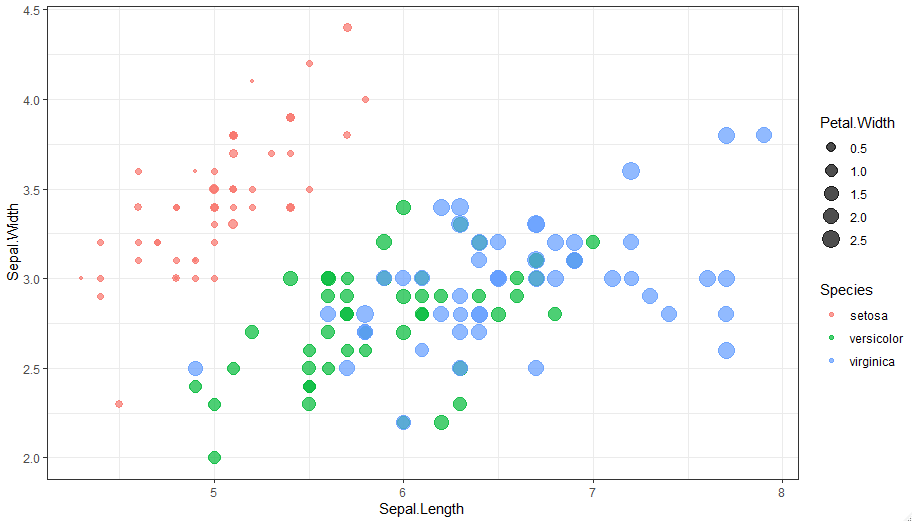 4.5
4.0
3.5
3.0
2.5
2.0
Sepal.Width
5
6
7
8
Sepal.Length
Petal.Width
0.5
1.0
1.5
2.0
2.5
Species
setosa
versicolor
virginica